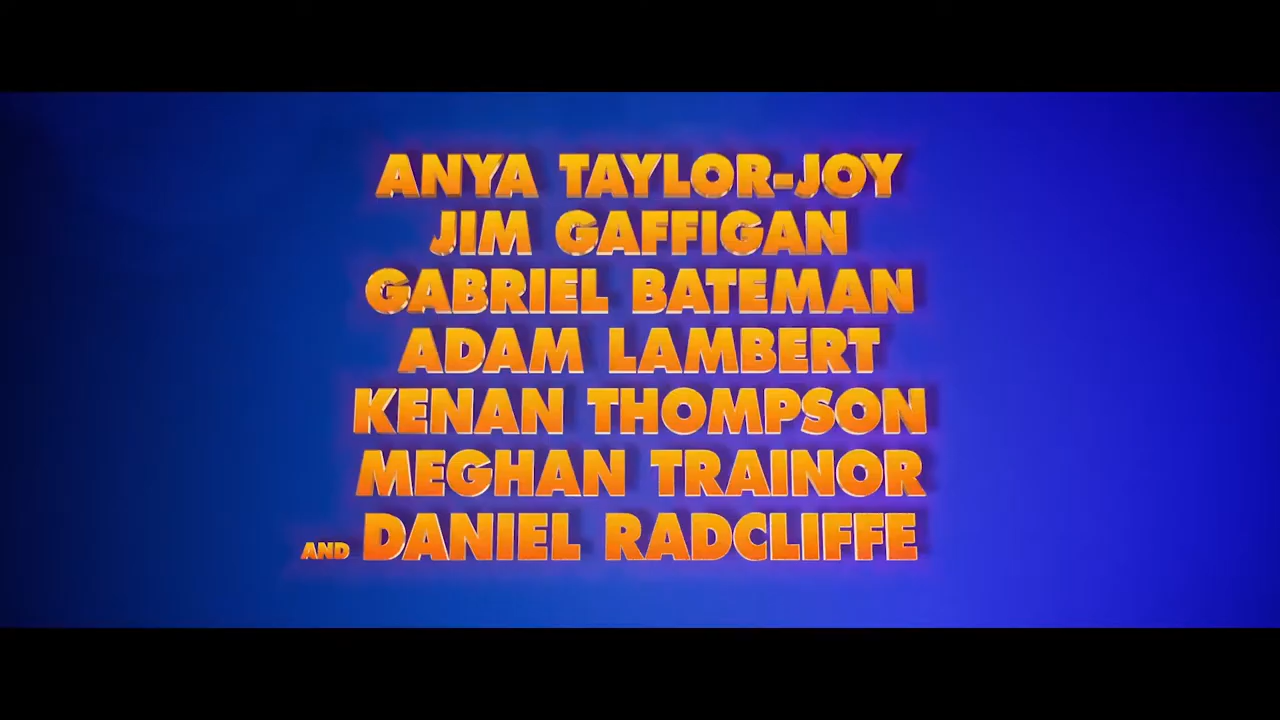 ANYA TAYLOR-JOY
JIM GAFFIGAN
GABRIEL BATEMAN
ADAM LAMBERT
KENAN THOMPSON
MEGHAN TRAINOR
AND DANIEL RADCLIFFE